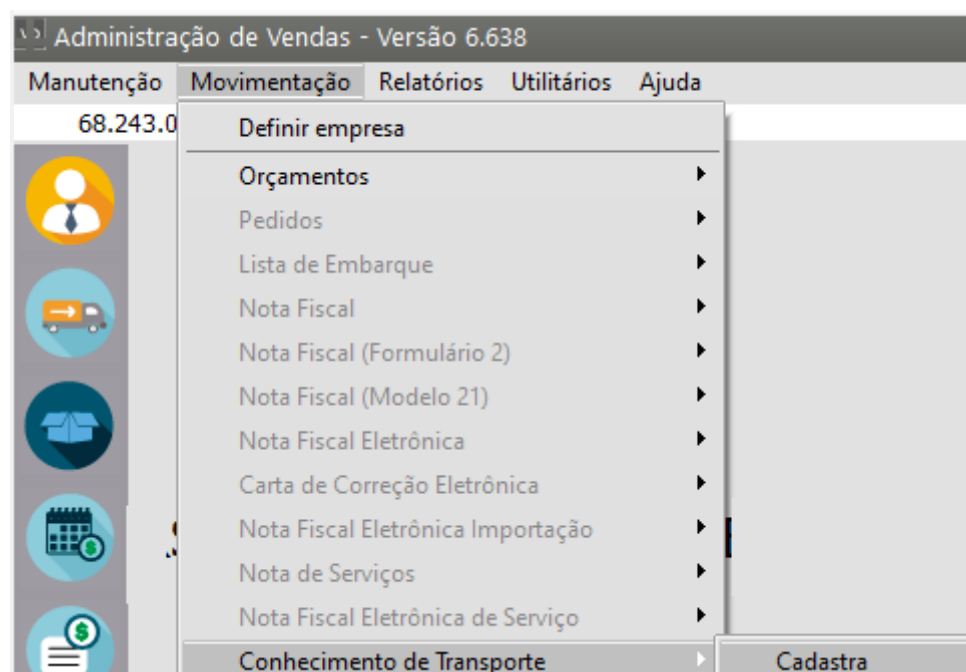 Administração de Vendas - Versão 6.638
Manutenção Movimentação Relatórios Utilitários Ajuda
68.243.0
Definir empresa
Orçamentos
Pedidos
Lista de Embarque
Nota Fiscal
Nota Fiscal (Formulário 2)
Nota Fiscal (Modelo 21)
Nota Fiscal Eletrônica
Carta de Correção Eletrônica
Nota Fiscal Eletrônica Importação
Nota de Serviços
Nota Fiscal Eletrônica de Serviço
Conhecimento de Transporte Cadastra